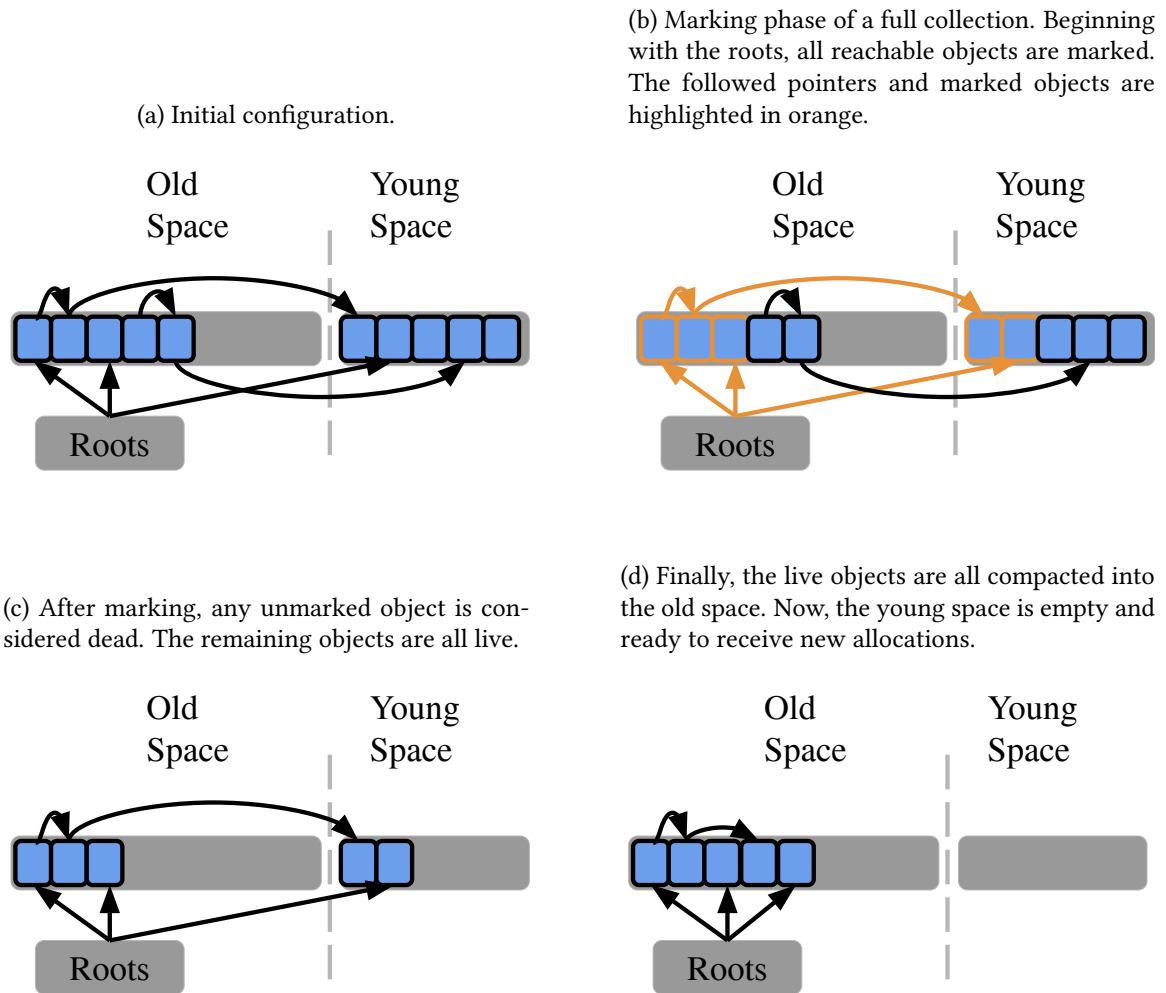 (a) Initial configuration.
Old
Space
Young
Space
Roots
(b) Marking phase of a full collection. Beginning
with the roots, all reachable objects are marked.
The followed pointers and marked objects are
highlighted in orange.
Old
Space
Young
Space
Roots
(c) After marking, any unmarked object is con-
sidered dead. The remaining objects are all live.
Old
Space
Young
Space
Roots
(d) Finally, the live objects are all compacted into
the old space. Now, the young space is empty and
ready to receive new allocations.
Old
Space
Young
Space
Roots